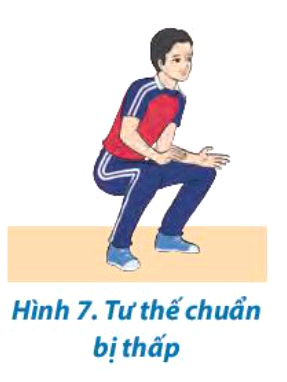 Hình 7. Tư thế chuẩn
bị thấp